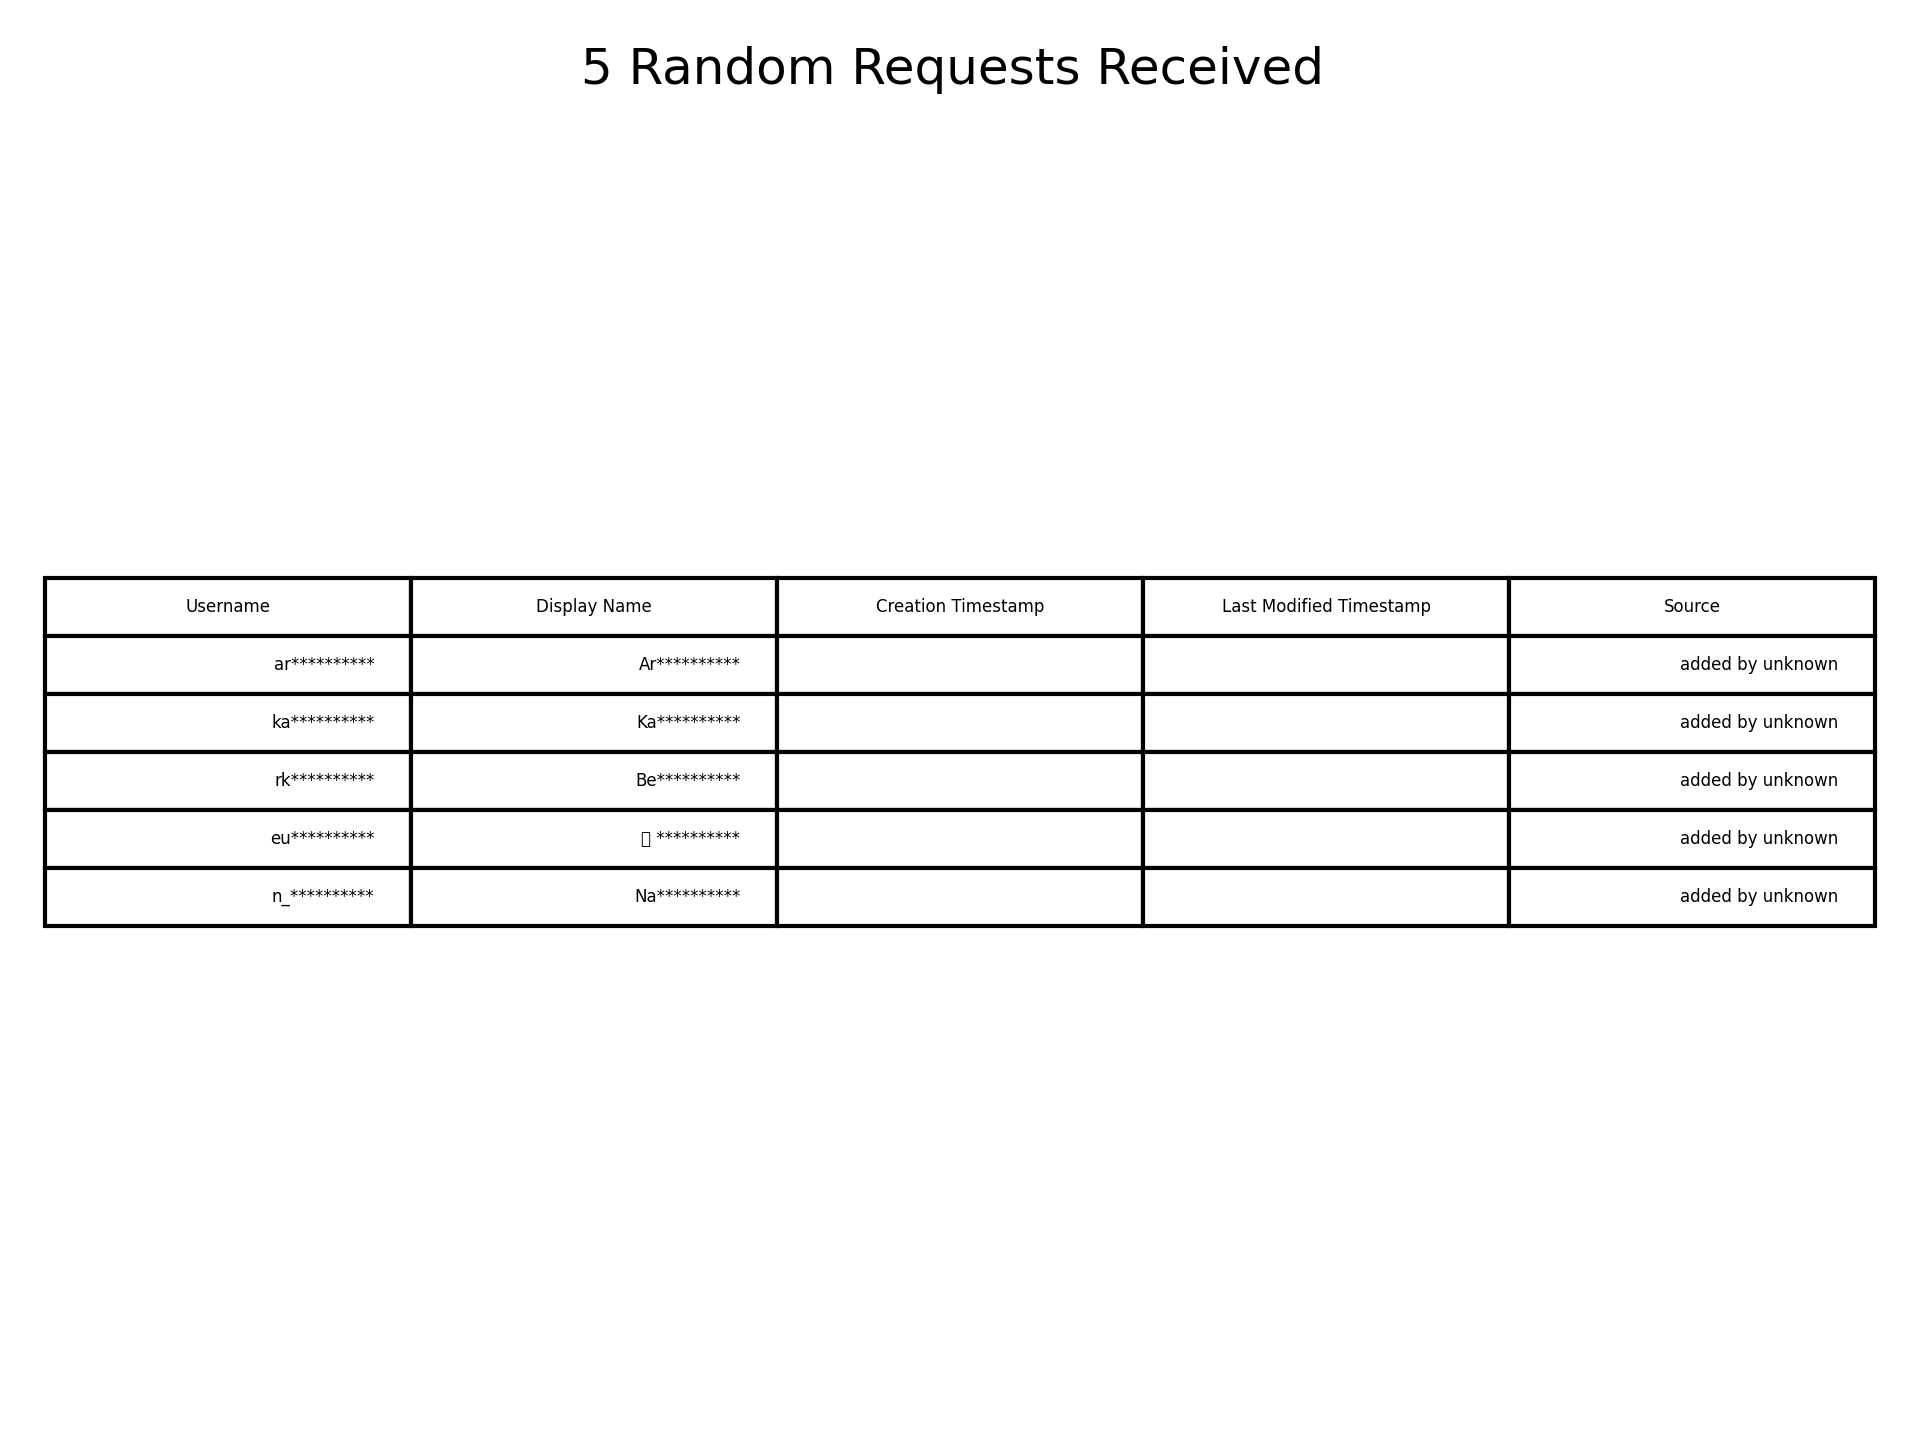 5 Random Requests Received
Username Display Name Creation Timestamp Last Modified Timestamp Source
ar********** Ar********** added by unknown
ka********** Ka********** added by unknown
rk********** Be********** added by unknown
eu********** ********** added by unknown
n_********** Na********** added by unknown